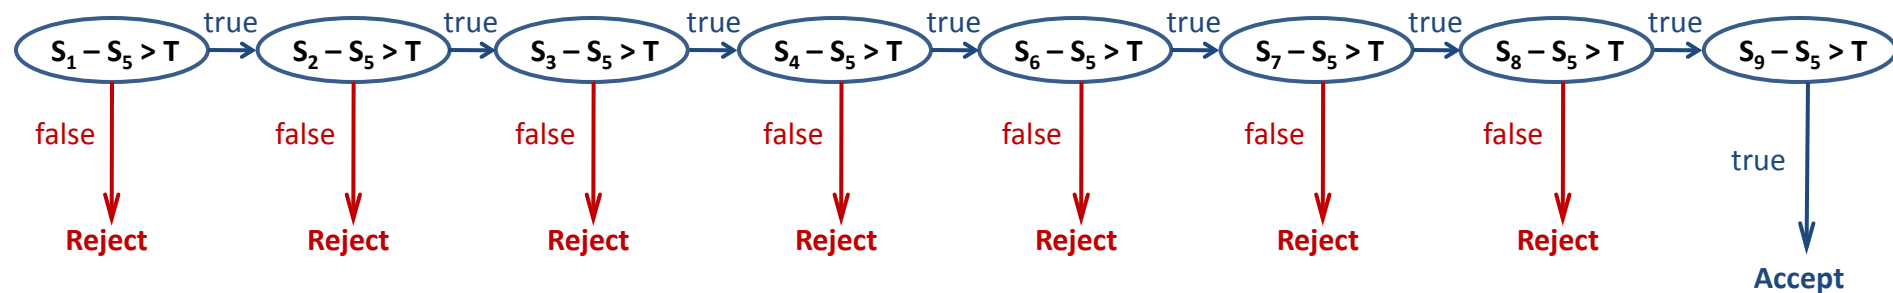 true true true true true true true
S₁ – S₅ > T S₂ – S₅ > T S₃ – S₅ > T S₄ – S₅ > T S₆ – S₅ > T S₇ – S₅ > T S₈ – S₅ > T S₉ – S₅ > T
false false false false false false false
true
Reject Reject Reject Reject Reject Reject Reject
Accept